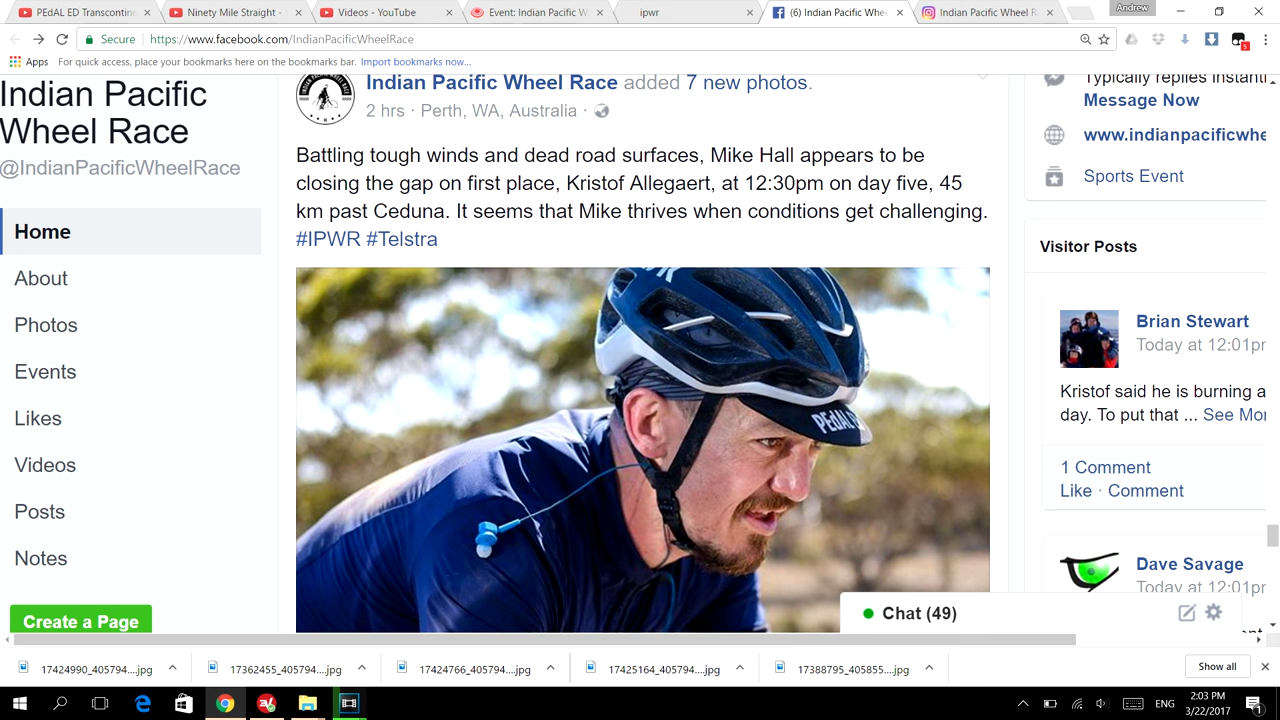 PEdAL ED Transcontine
Ninety Mile Straight -
Videos - YouTube
Event: Indian Pacific W
ipwr
(6) Indian Pacific Whe
Indian Pacific Wheel R
Andrew
Secure https://www.facebook.com/IndianPacificWheelRace
Apps For quick access, place your bookmarks here on the bookmarks bar. Import bookmarks now...
Indian Pacific
Wheel Race
@IndianPacificWheelRace
Home
About
Photos
Events
Likes
Videos
Posts
Notes
Create a Page
Indian Pacific Wheel Race added 7 new photos.
2 hrs · Perth, WA, Australia ·
Battling tough winds and dead road surfaces, Mike Hall appears to be
closing the gap on first place, Kristof Allegaert, at 12:30pm on day five, 45
km past Ceduna. It seems that Mike thrives when conditions get challenging.
#IPWR #Telstra
PEdAL E
Typically replies instantl
Message Now
www.indianpacificwhe
Sports Event
Visitor Posts
Brian Stewart
Today at 12:01pr
Kristof said he is burning a
day. To put that ... See Mor
1 Comment
Like · Comment
Dave Savage
Today at 12:01pr
Chat (49)
17424990_405794....jpg
17362455_405794....jpg
17424766_405794....jpg
17425164_405794....jpg
17388795_405855....jpg
Show all
ENG
2:03 PM
3/22/2017